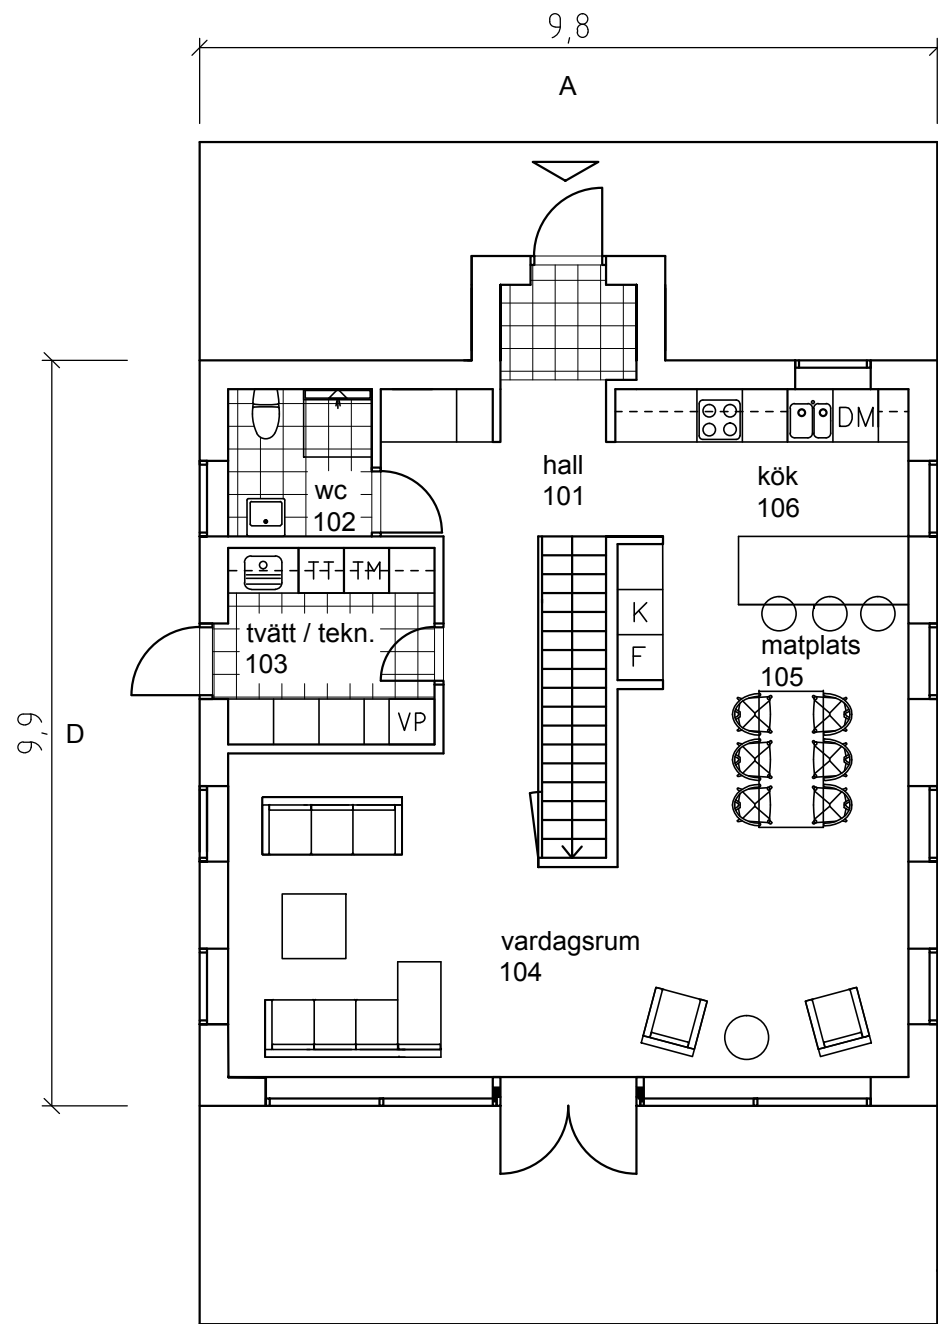 9,8
A
DM
hall
101
kök
106
wc
102
TT TM
K
tvätt / tekn.
103
F
matplats
105
VP
9,9
D
vardagsrum
104